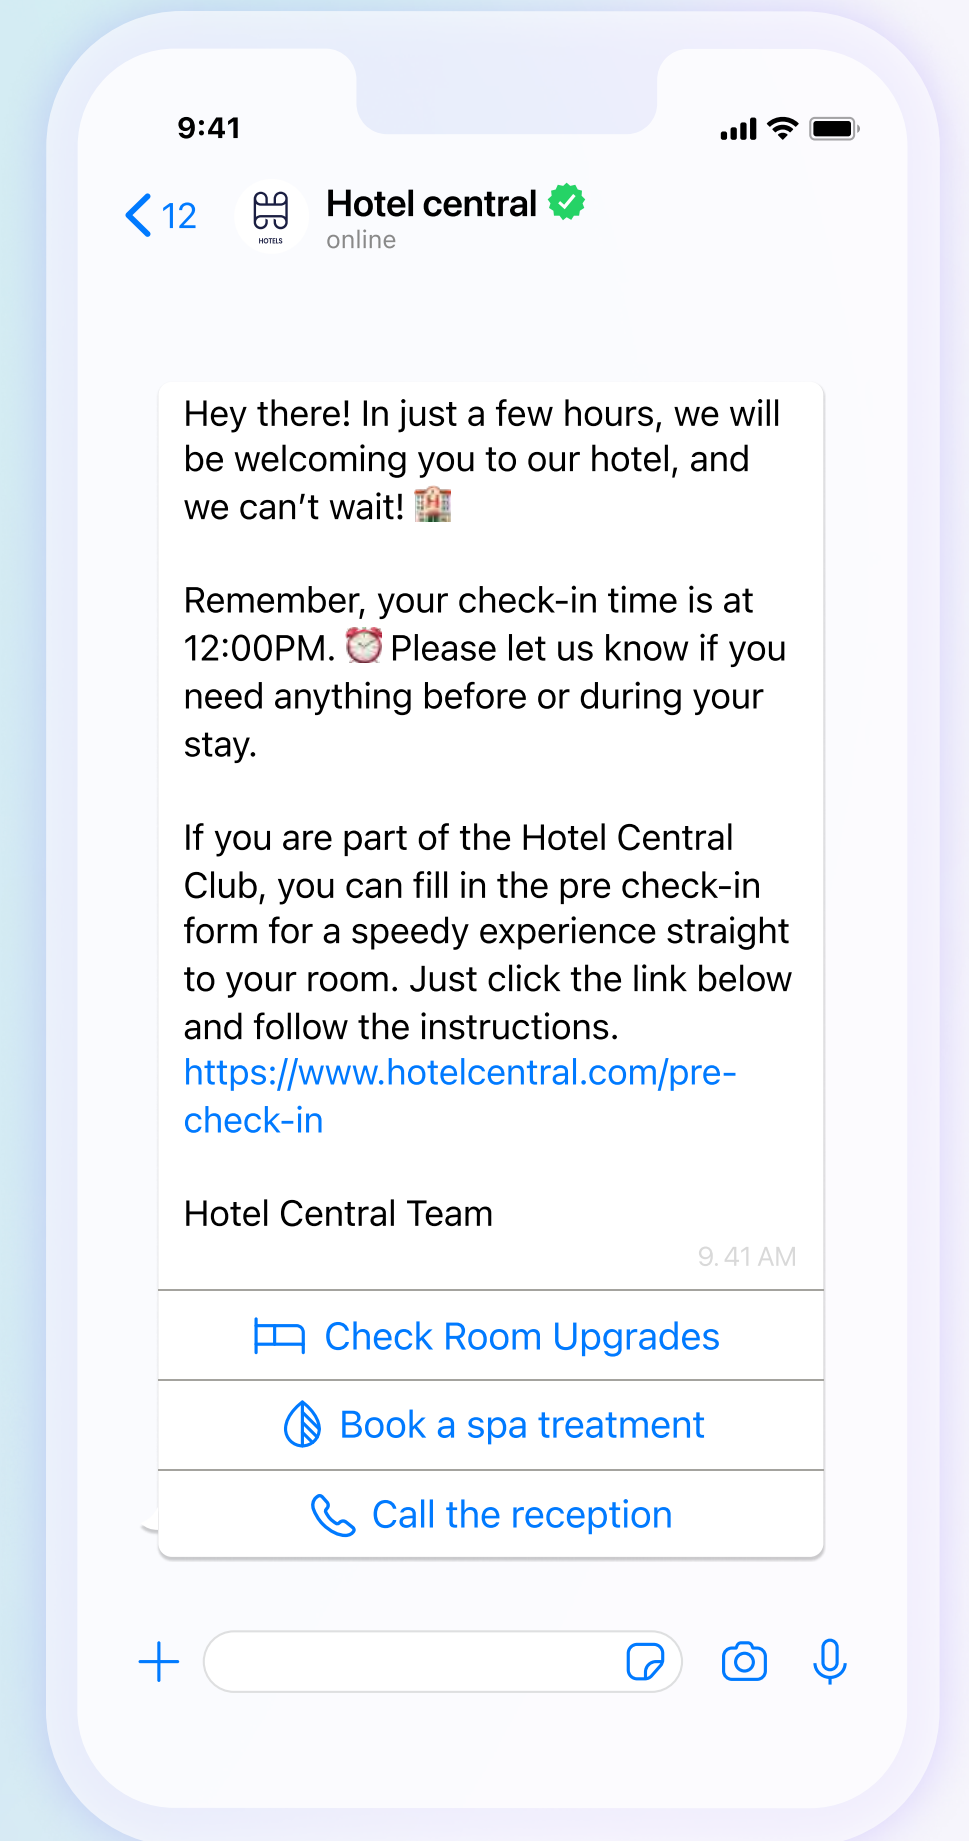 9:41
12
HOTELS
Hotel central
online
Hey there! In just a few hours, we will
be welcoming you to our hotel, and
we can't wait! 🏨
Remember, your check-in time is at
12:00PM. ⏰ Please let us know if you
need anything before or during your
stay.
If you are part of the Hotel Central
Club, you can fill in the pre check-in
form for a speedy experience straight
to your room. Just click the link below
and follow the instructions.
https://www.hotelcentral.com/pre-
check-in
Hotel Central Team
9.41 AM
Check Room Upgrades
Book a spa treatment
Call the reception